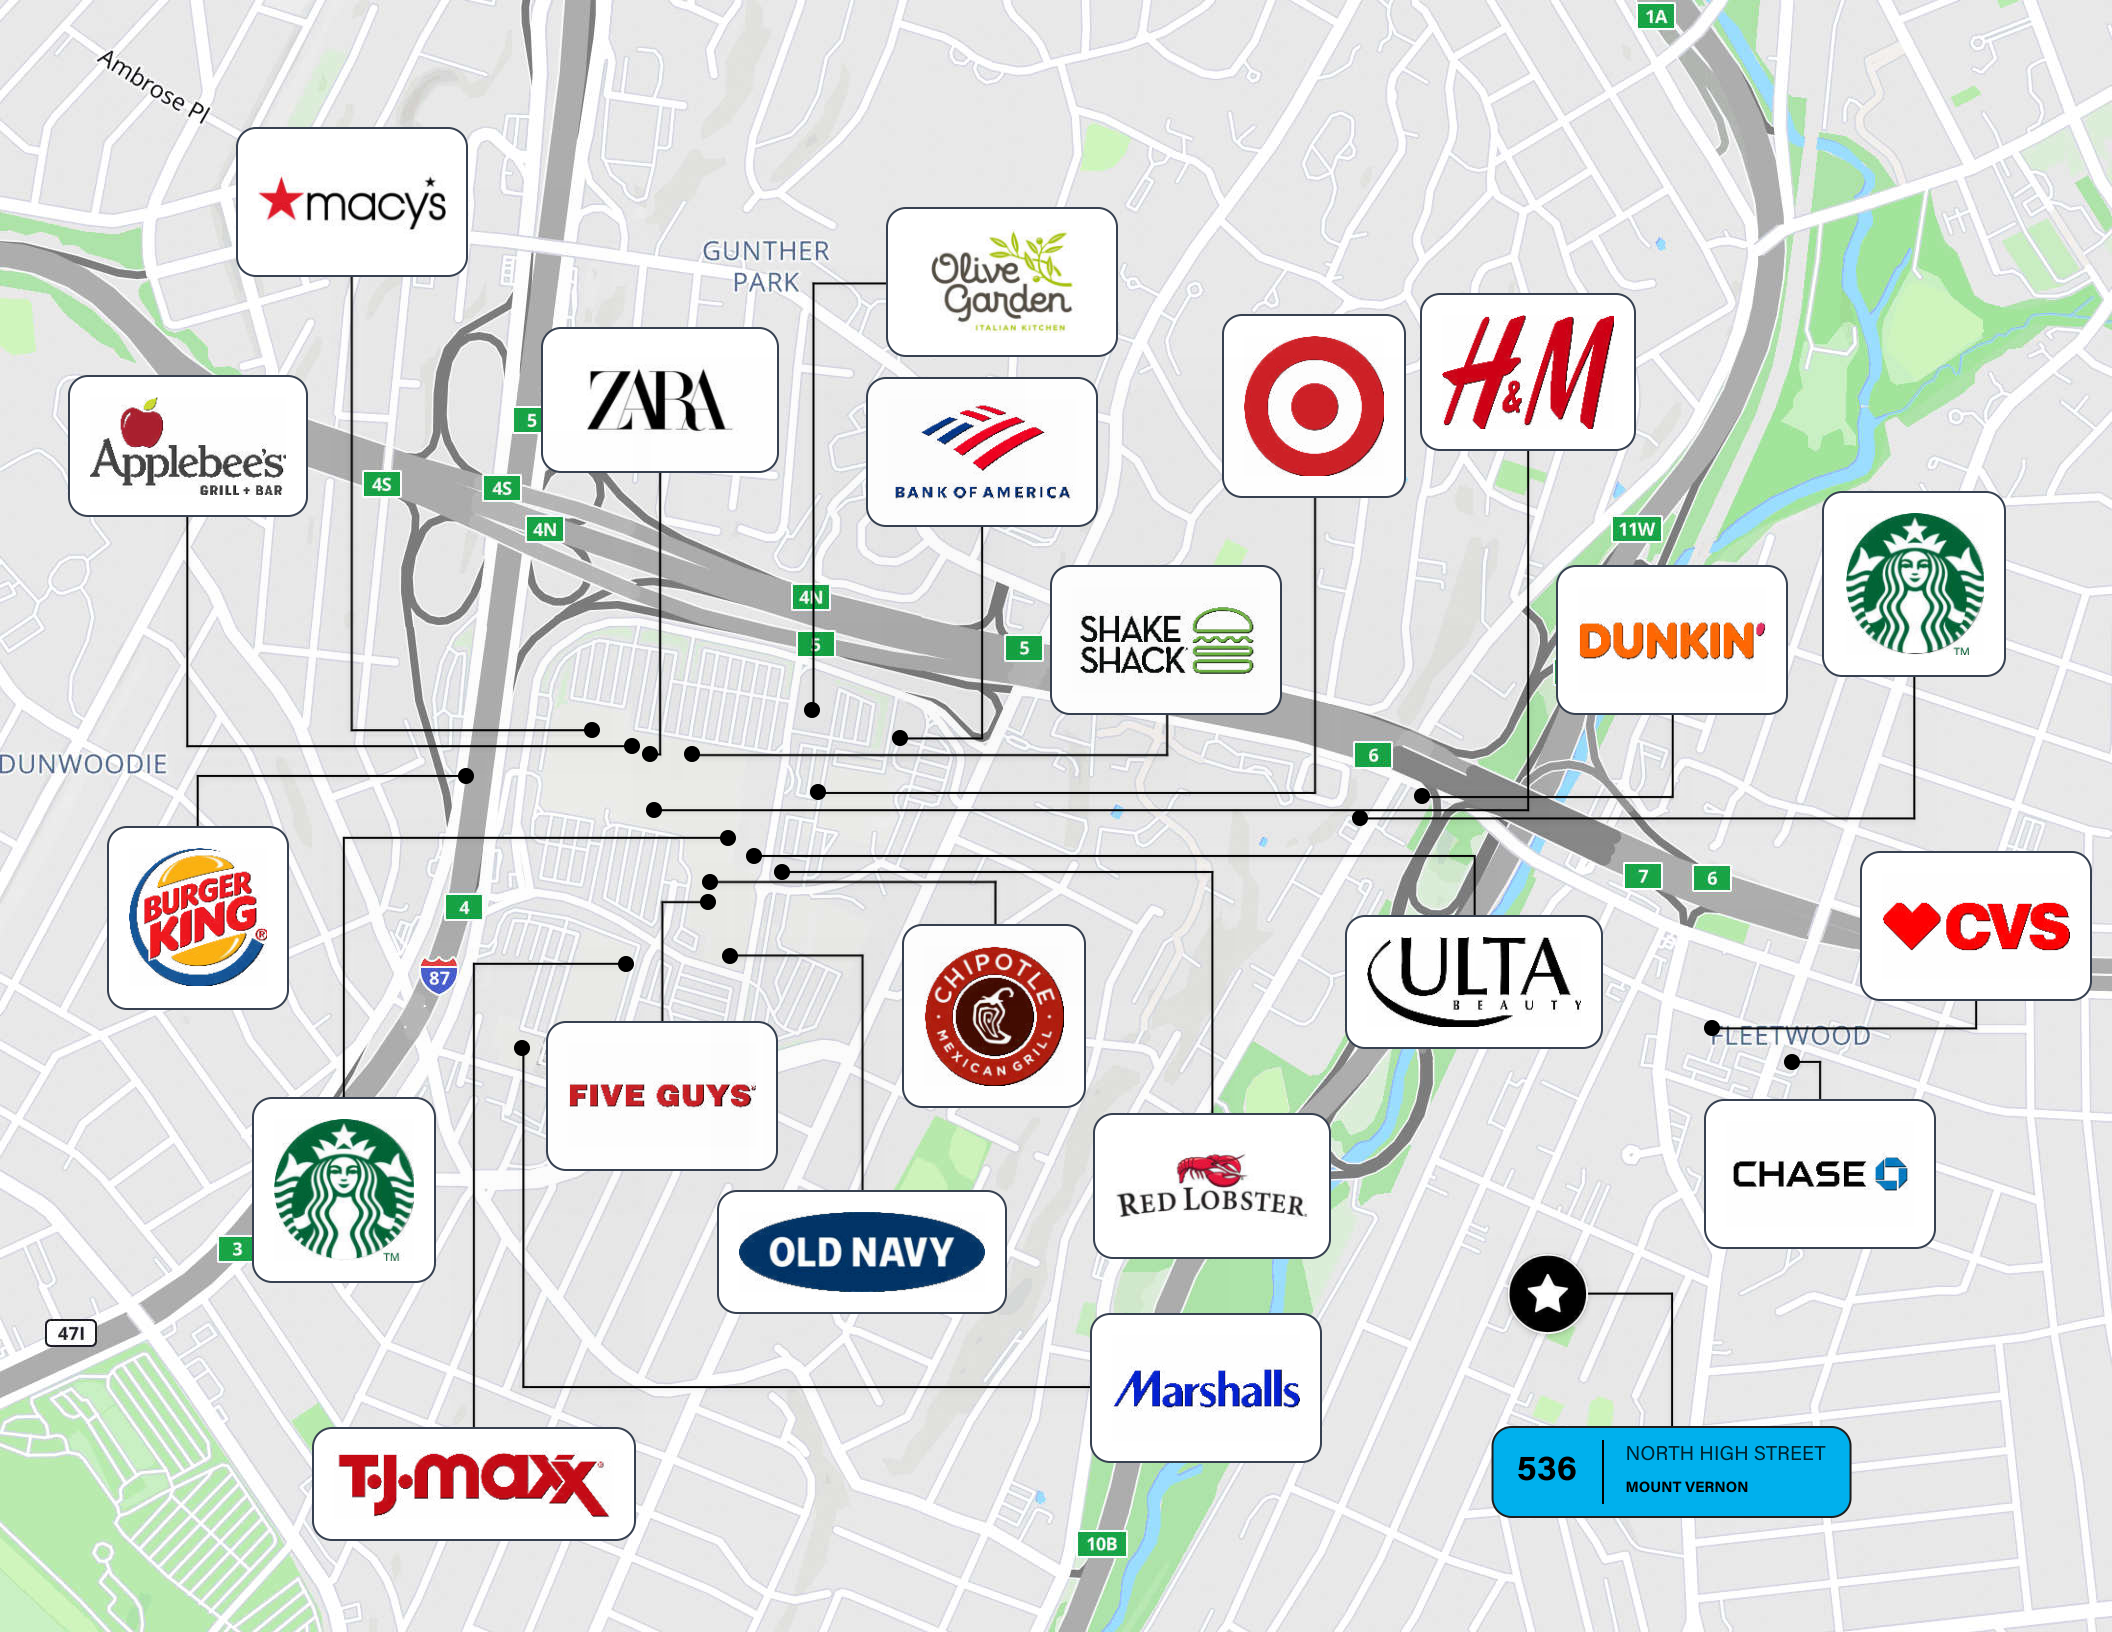 1A
Ambrose Pl
macy's
GUNTHER
PARK
Olive
Garden
ITALIAN KITCHEN
ZARA
H&M
Applebee's
GRILL + BAR
5
BANK OF AMERICA
4S
4S
4N
11W
4N
5
5
SHAKE
SHACK
DUNKIN'
TM
DUNWOODIE
6
BURGER
KING
®
4
7
6
CVS
87
CHIPOTLE
MEXICAN GRILL
ULTA
BEAUTY
FLEETWOOD
FIVE GUYS
CHASE
RED LOBSTER
TM
3
OLD NAVY
47I
Marshalls
T·J·maxx
536
NORTH HIGH STREET
MOUNT VERNON
10B